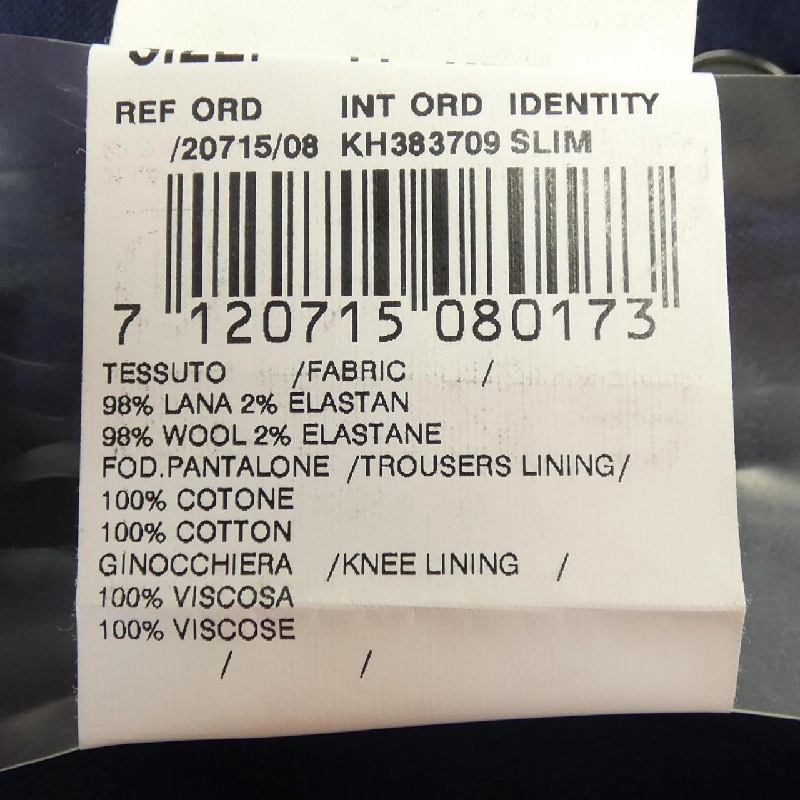 REF ORD INT ORD IDENTITY
/20715/08 KH383709 SLIM
7 120715 080173
TESSUTO /FABRIC /
98% LANA 2% ELASTAN
98% WOOL 2% ELASTANE
FOD.PANTALONE /TROUSERS LINING/
100% COTONE
100% COTTON
GINOCCHIERA /KNEE LINING /
100% VISCOSA
100% VISCOSE
/ /